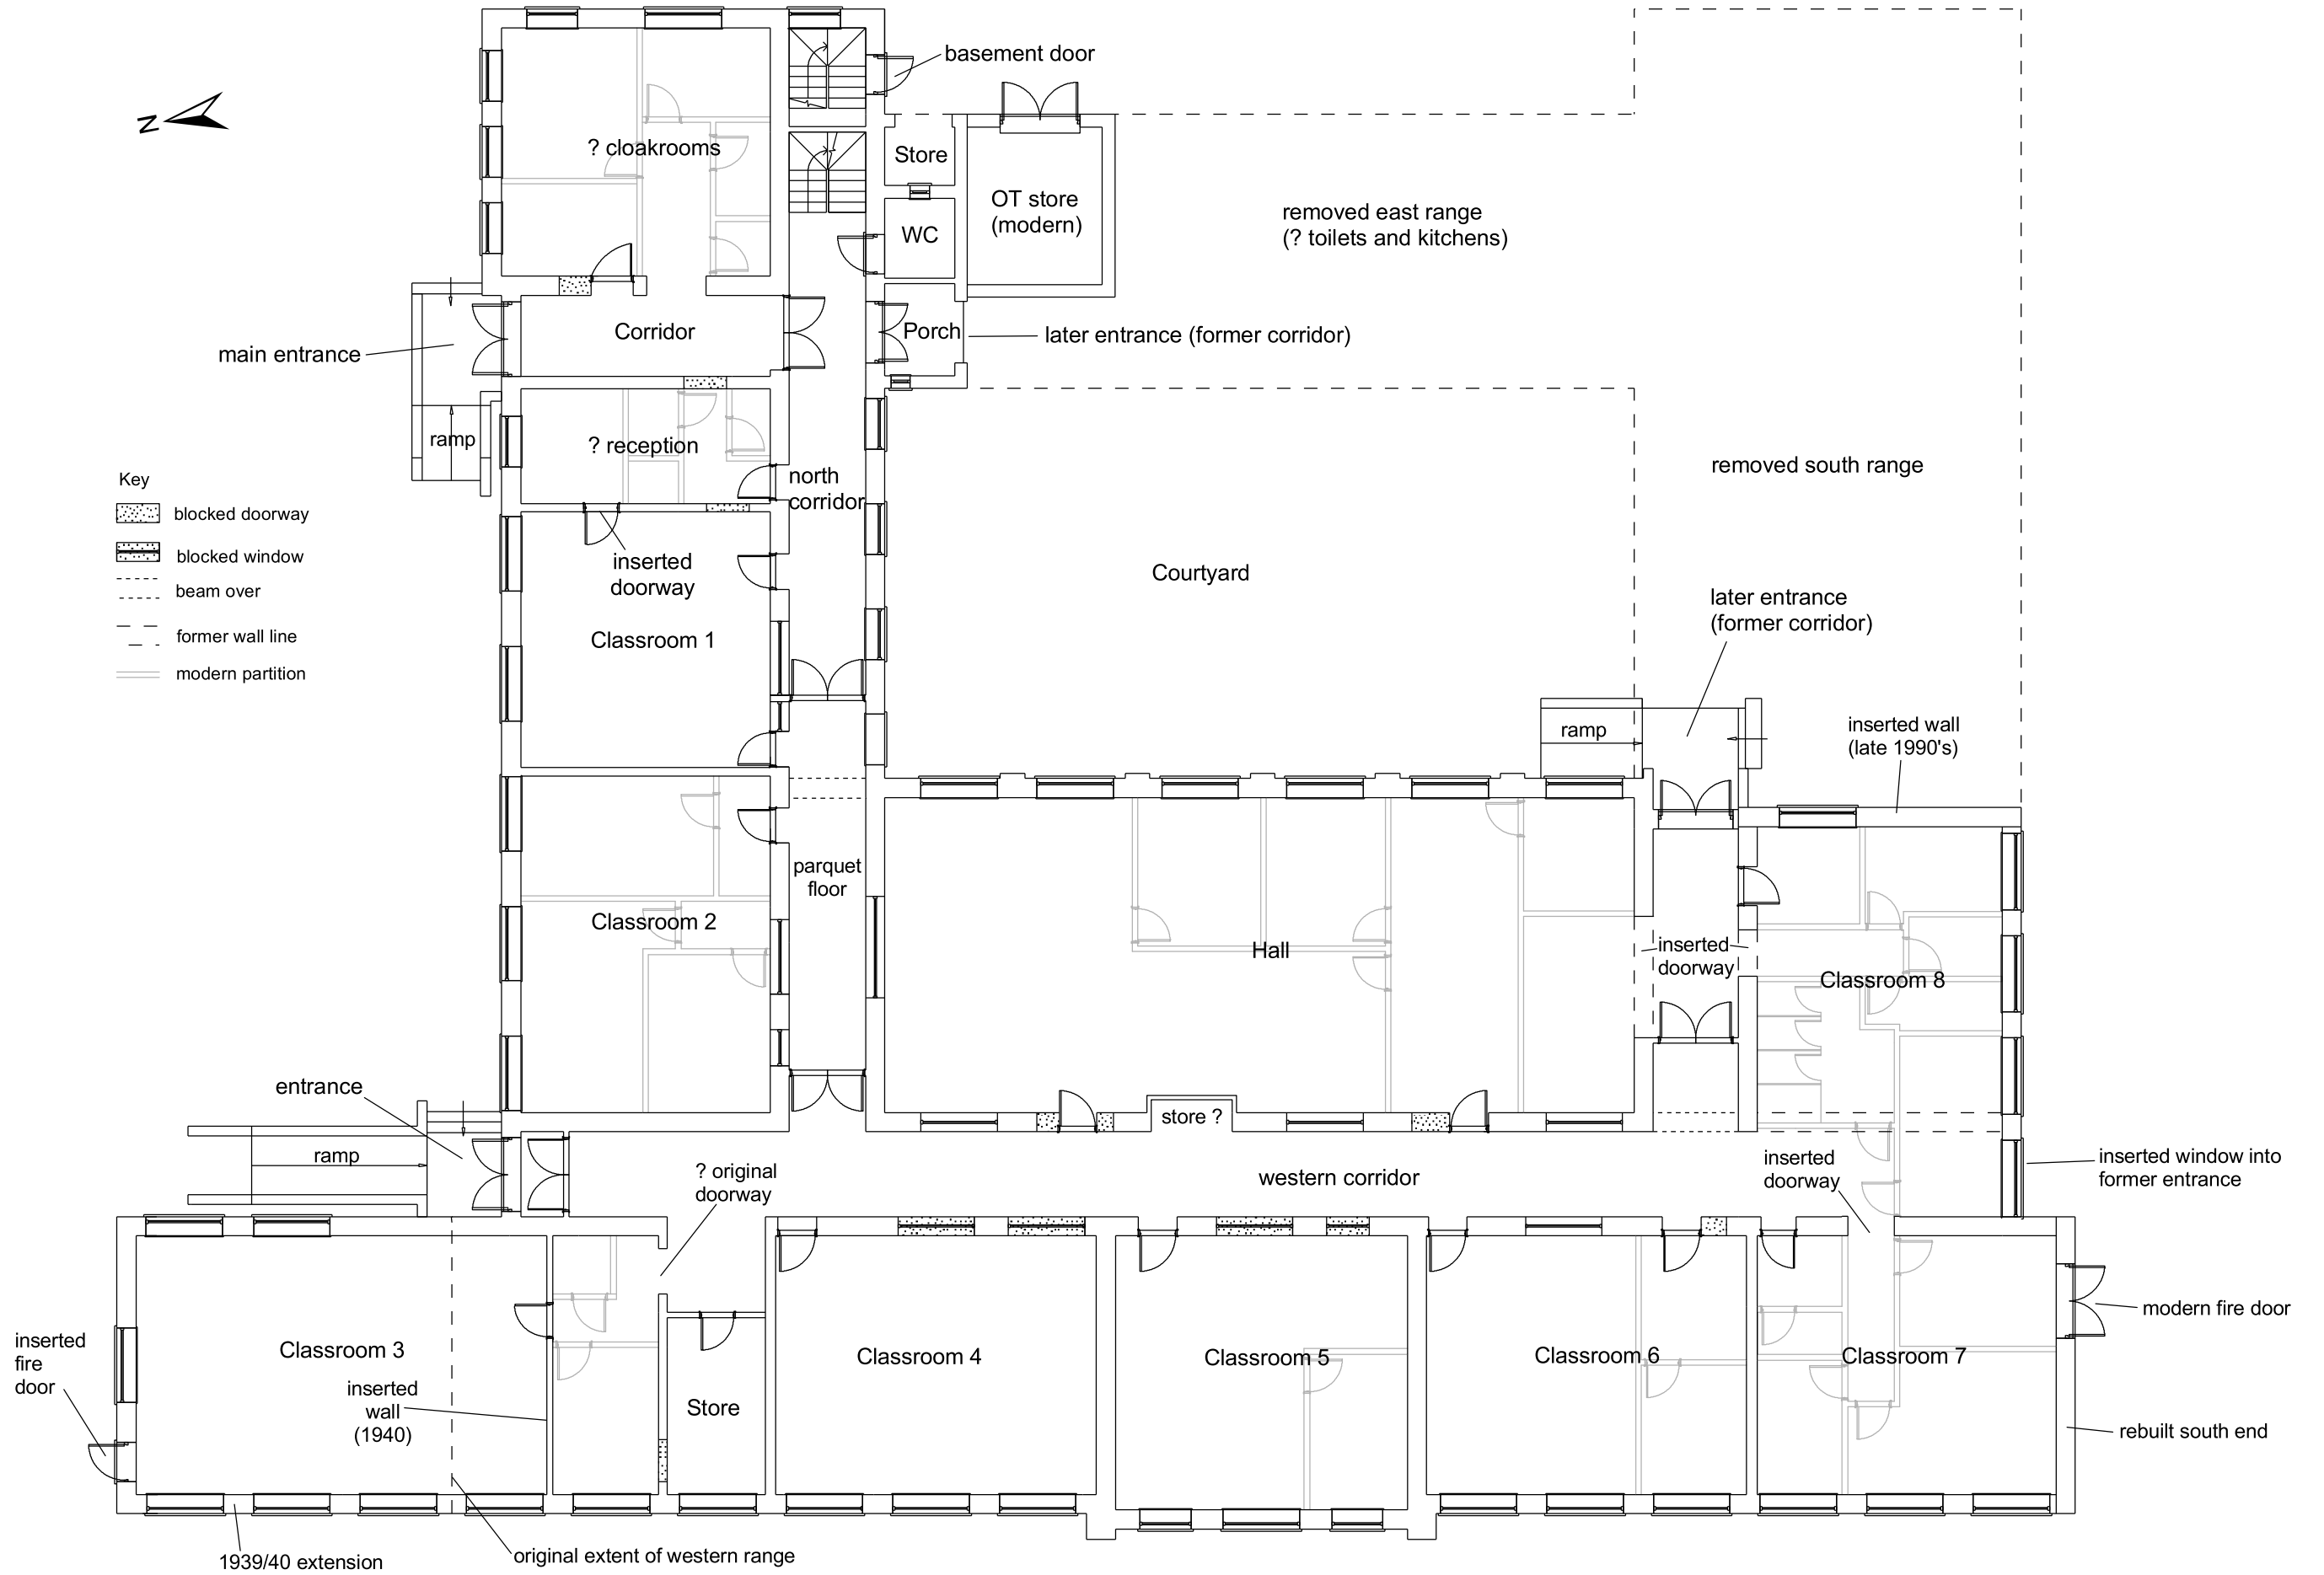 basement door
N
? cloakrooms
Store
OT store
(modern)
WC
removed east range
(? toilets and kitchens)
main entrance
Corridor
Porch
later entrance (former corridor)
ramp
? reception
north
corridor
removed south range
Key
blocked doorway
blocked window
beam over
former wall line
modern partition
inserted
doorway
Classroom 1
Courtyard
later entrance
(former corridor)
ramp
inserted wall
(late 1990's)
parquet
floor
Classroom 2
Hall
inserted
doorway
Classroom 8
entrance
store ?
ramp
? original
doorway
western corridor
inserted
doorway
inserted window into
former entrance
modern fire door
inserted
fire
door
Classroom 3
inserted
wall
(1940)
Store
Classroom 4
Classroom 5
Classroom 6
Classroom 7
rebuilt south end
1939/40 extension
original extent of western range